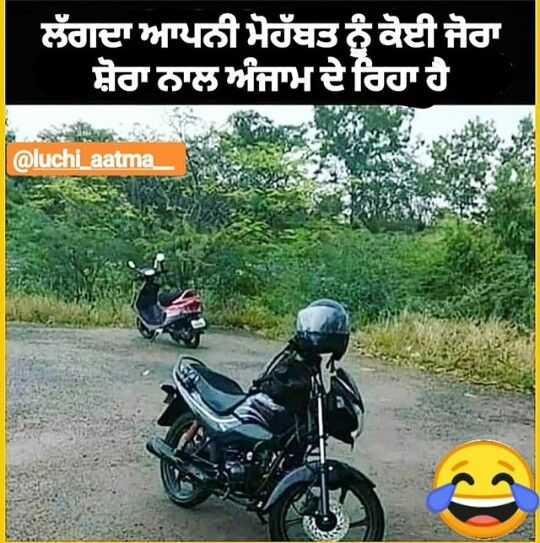 ਲੱਗਦਾ ਆਪਨੀ ਮੋਹੱਬਤ ਨੂੰ ਕੋਈ ਜੋਰਾ
ਸ਼ੋਰਾ ਨਾਲ ਅੰਜਾਮ ਦੇ ਰਿਹਾ ਹੈ
@luchi_aatma__